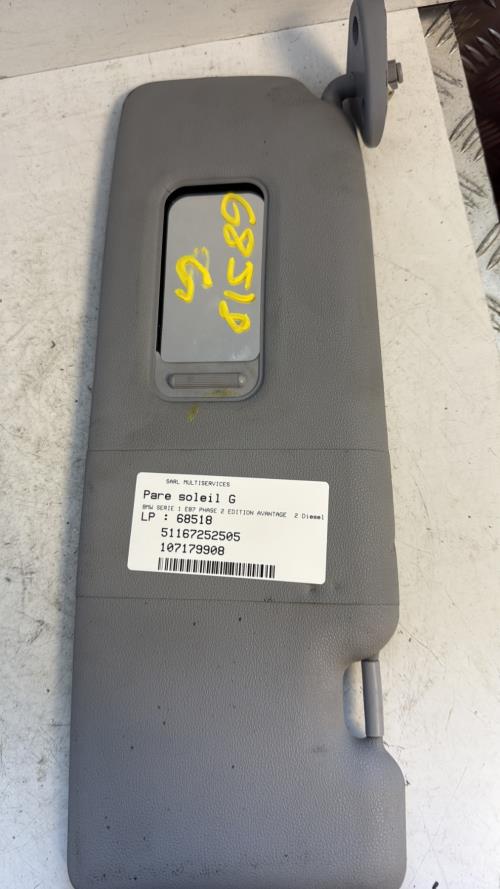 68518
G
SARL MULTISERVICES
Pare soleil G
BMW SERIE 1 E87 PHASE 2 EDITION AVANTAGE 2 Diesel
LP : 68518
51167252505
107179908